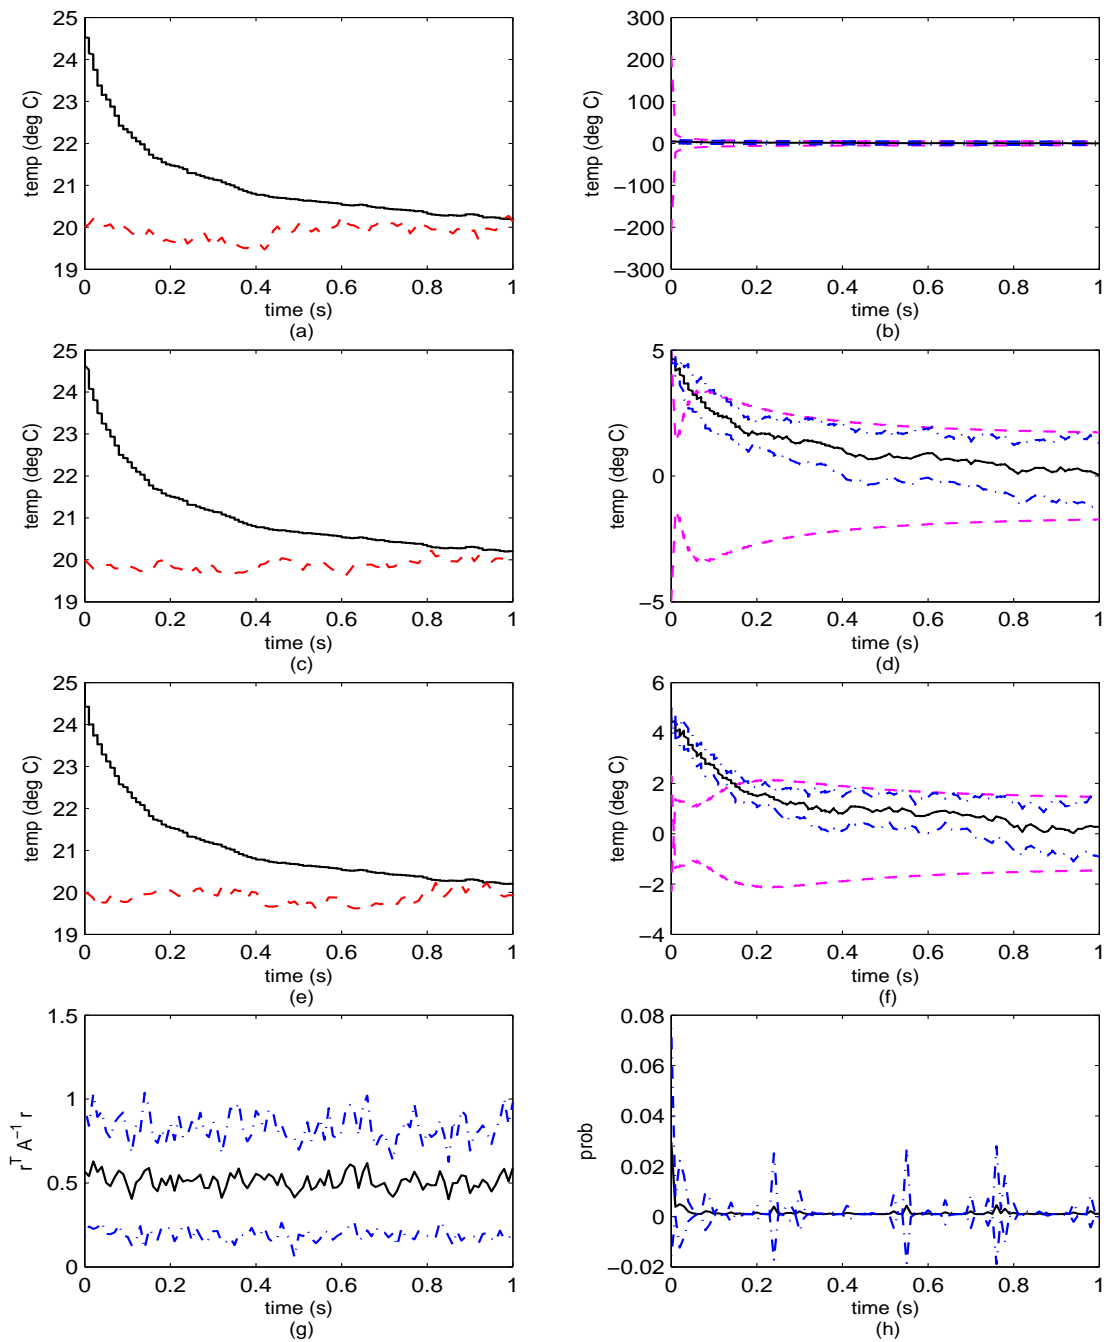 25
24
23
22
21
20
19
temp (deg C)
0 0.2 0.4 0.6 0.8 1
time (s)
(a)
300
200
100
0
−100
−200
−300
temp (deg C)
0 0.2 0.4 0.6 0.8 1
time (s)
(b)
25
24
23
22
21
20
19
temp (deg C)
0 0.2 0.4 0.6 0.8 1
time (s)
(c)
5
0
−5
temp (deg C)
0 0.2 0.4 0.6 0.8 1
time (s)
(d)
25
24
23
22
21
20
19
temp (deg C)
0 0.2 0.4 0.6 0.8 1
time (s)
(e)
6
4
2
0
−2
−4
temp (deg C)
0 0.2 0.4 0.6 0.8 1
time (s)
(f)
1.5
1
0.5
0
r^T A^−1 r
0 0.2 0.4 0.6 0.8 1
time (s)
(g)
0.08
0.06
0.04
0.02
0
−0.02
prob
0 0.2 0.4 0.6 0.8 1
time (s)
(h)